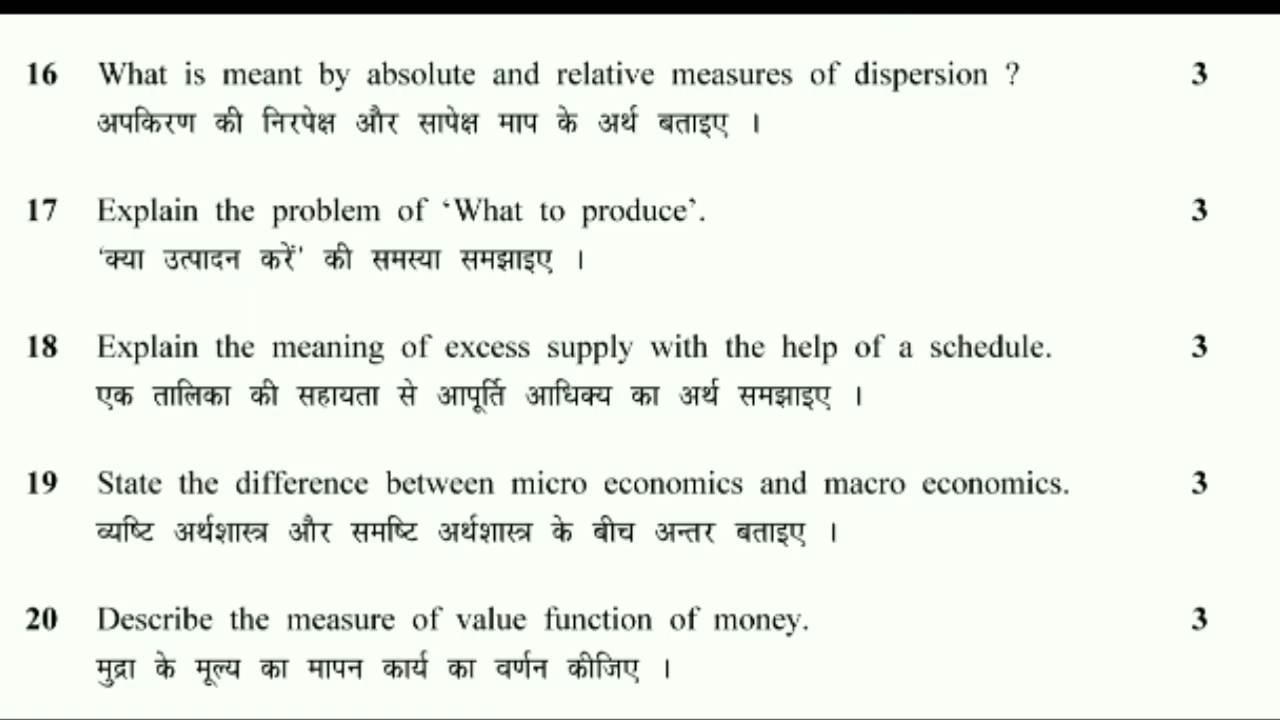 16 What is meant by absolute and relative measures of dispersion ? 3
अपकिरण की निरपेक्ष और सापेक्ष माप के अर्थ बताइए ।
17 Explain the problem of ‘What to produce’. 3
‘क्या उत्पादन करें’ की समस्या समझाइए ।
18 Explain the meaning of excess supply with the help of a schedule. 3
एक तालिका की सहायता से आपूर्ति आधिक्य का अर्थ समझाइए ।
19 State the difference between micro economics and macro economics. 3
व्यष्टि अर्थशास्त्र और समष्टि अर्थशास्त्र के बीच अन्तर बताइए ।
20 Describe the measure of value function of money. 3
मुद्रा के मूल्य का मापन कार्य का वर्णन कीजिए ।